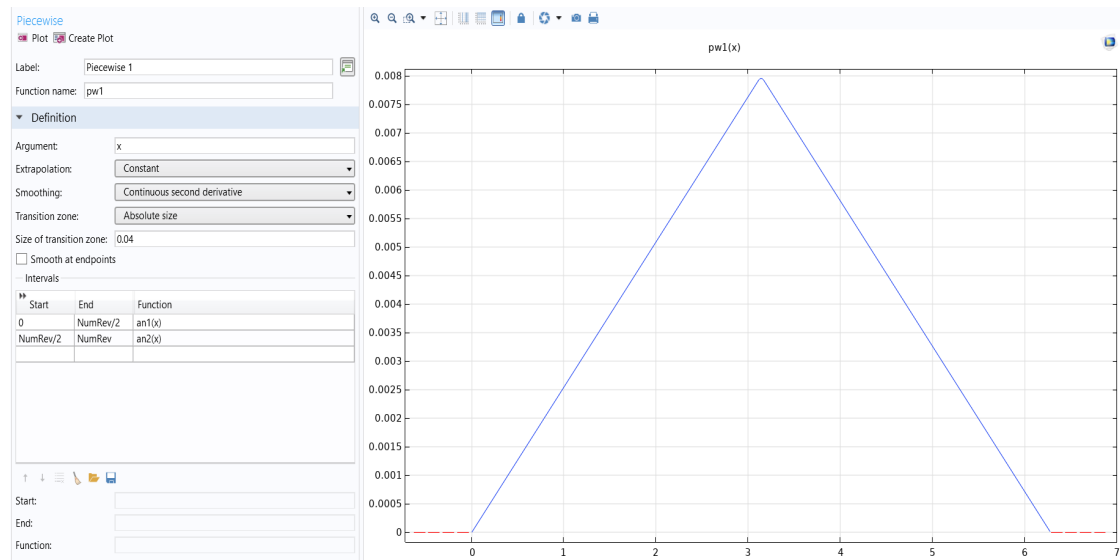 Piecewise
Plot Create Plot
Label: Piecewise 1
Function name: pw1
Definition
Argument: x
Extrapolation: Constant
Smoothing: Continuous second derivative
Transition zone: Absolute size
Size of transition zone: 0.04
Smooth at endpoints
Intervals
Start End Function
0 NumRev/2 an1(x)
NumRev/2 NumRev an2(x)
Start:
End:
Function:
pw1(x)
0.008
0.0075
0.007
0.0065
0.006
0.0055
0.005
0.0045
0.004
0.0035
0.003
0.0025
0.002
0.0015
0.001
0.0005
0
0 1 2 3 4 5 6 7